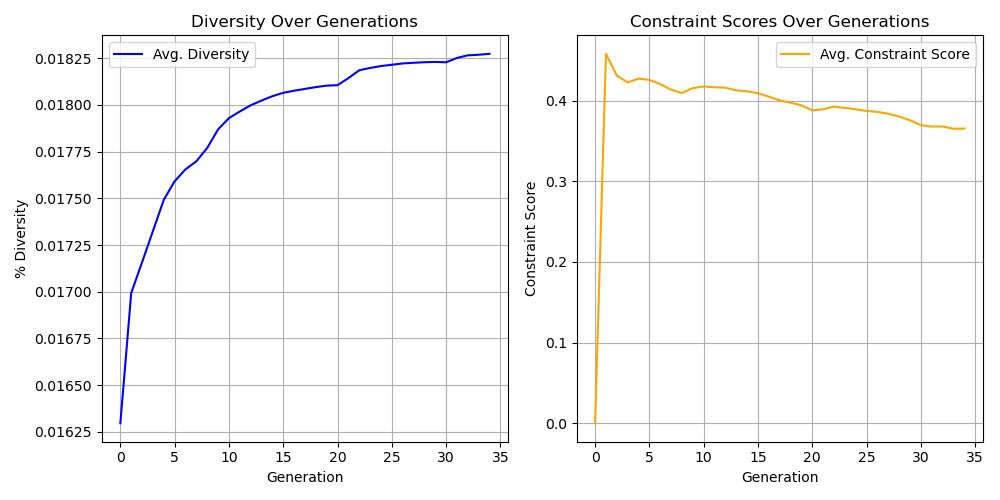 Diversity Over Generations
Avg. Diversity
% Diversity
0.01825
0.01800
0.01775
0.01750
0.01725
0.01700
0.01675
0.01650
0.01625
0 5 10 15 20 25 30 35
Generation
Constraint Scores Over Generations
Avg. Constraint Score
Constraint Score
0.4
0.3
0.2
0.1
0.0
0 5 10 15 20 25 30 35
Generation